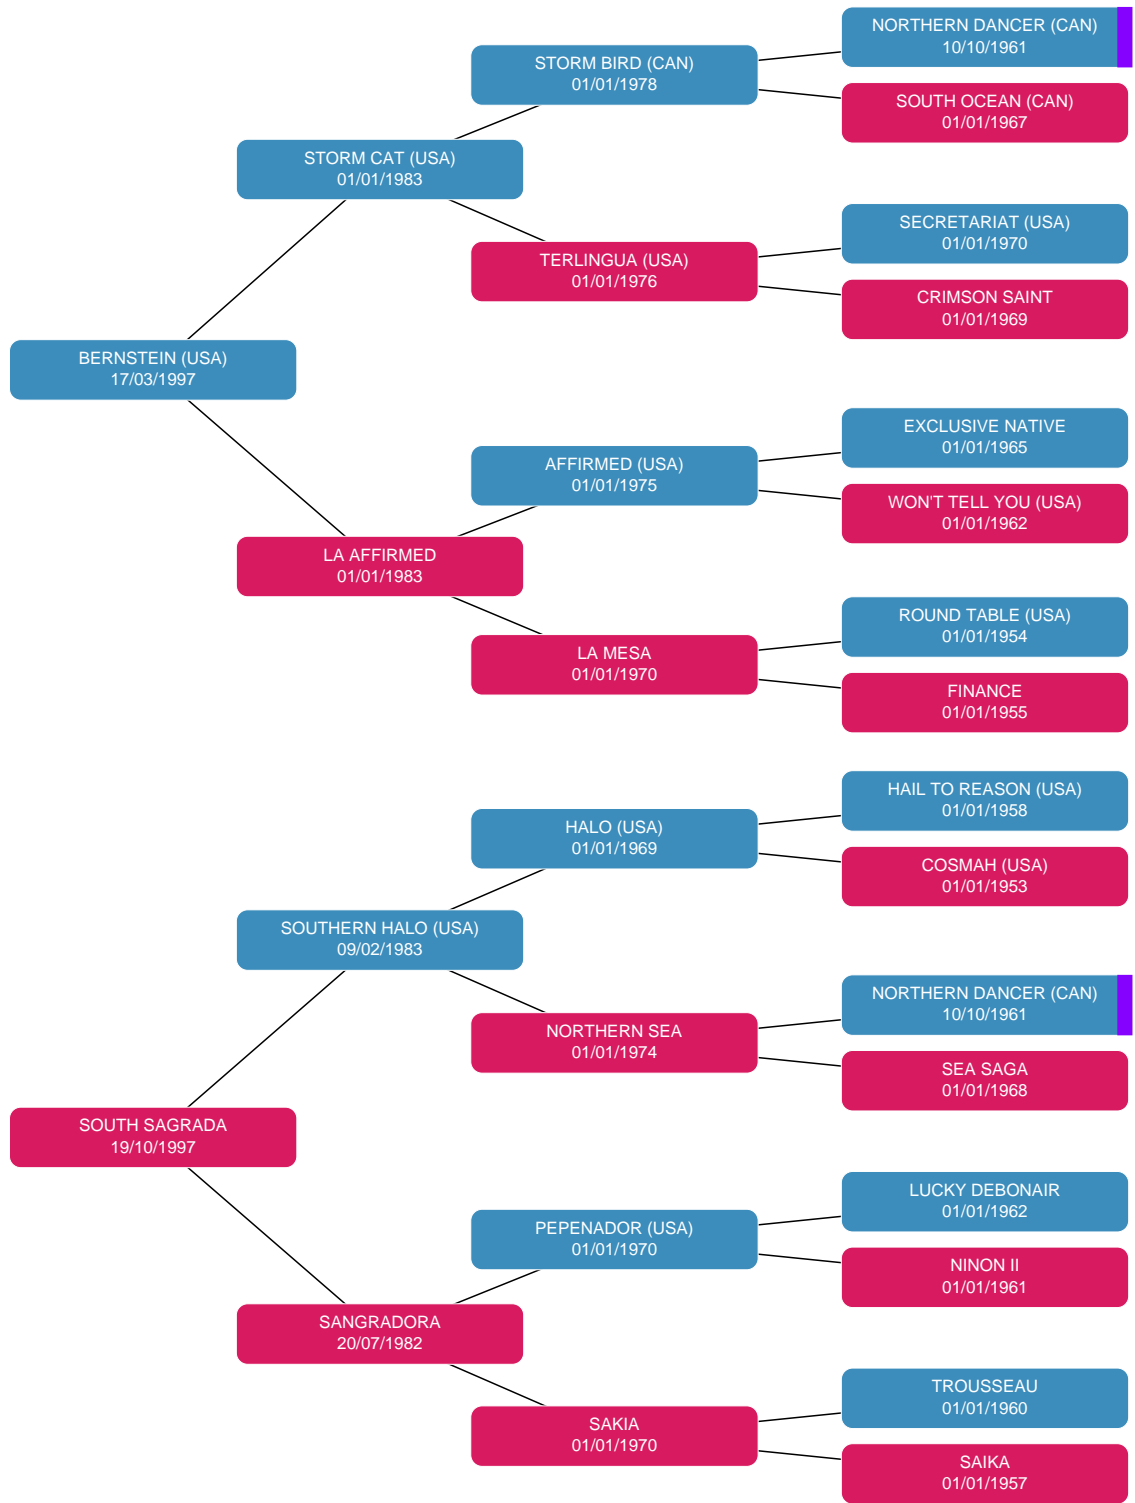 NORTHERN DANCER (CAN)
10/10/1961
STORM BIRD (CAN)
01/01/1978
SOUTH OCEAN (CAN)
01/01/1967
STORM CAT (USA)
01/01/1983
SECRETARIAT (USA)
01/01/1970
TERLINGUA (USA)
01/01/1976
CRIMSON SAINT
01/01/1969
BERNSTEIN (USA)
17/03/1997
EXCLUSIVE NATIVE
01/01/1965
AFFIRMED (USA)
01/01/1975
WON'T TELL YOU (USA)
01/01/1962
LA AFFIRMED
01/01/1983
ROUND TABLE (USA)
01/01/1954
LA MESA
01/01/1970
FINANCE
01/01/1955
HAIL TO REASON (USA)
01/01/1958
HALO (USA)
01/01/1969
COSMAH (USA)
01/01/1953
SOUTHERN HALO (USA)
09/02/1983
NORTHERN DANCER (CAN)
10/10/1961
NORTHERN SEA
01/01/1974
SEA SAGA
01/01/1968
SOUTH SAGRADA
19/10/1997
LUCKY DEBONAIR
01/01/1962
PEPENADOR (USA)
01/01/1970
NINON II
01/01/1961
SANGRADORA
20/07/1982
TROUSSEAU
01/01/1960
SAKIA
01/01/1970
SAIKA
01/01/1957